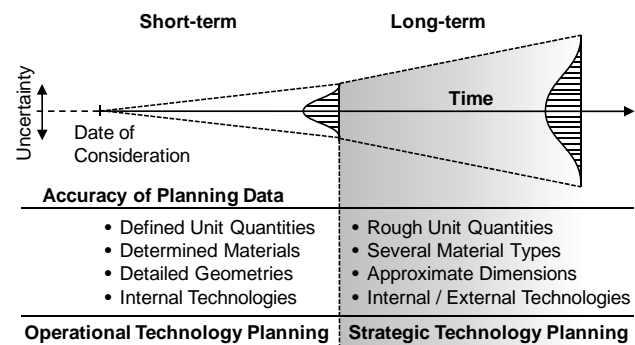 Short-term
Long-term
Uncertainty
Time
Date of
Consideration
Accuracy of Planning Data
• Defined Unit Quantities
• Determined Materials
• Detailed Geometries
• Internal Technologies
• Rough Unit Quantities
• Several Material Types
• Approximate Dimensions
• Internal / External Technologies
Operational Technology Planning
Strategic Technology Planning